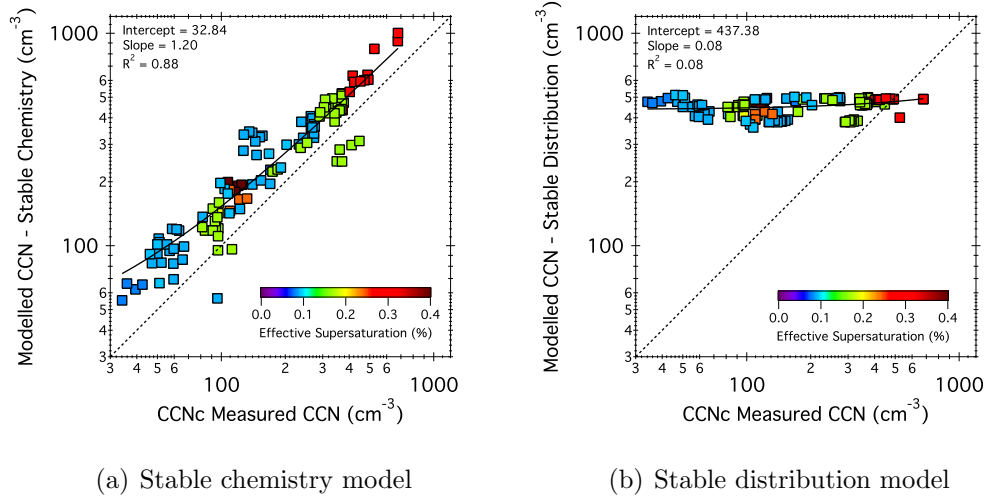 Intercept = 32.84
Slope = 1.20
R² = 0.88
Modelled CCN - Stable Chemistry (cm⁻³)
1000
6
5
4
3
2
100
6
5
4
3
3 4 5 6 100 2 3 4 5 6 1000
0.0 0.1 0.2 0.3 0.4
Effective Supersaturation (%)
CCNc Measured CCN (cm⁻³)
(a) Stable chemistry model
Intercept = 437.38
Slope = 0.08
R² = 0.08
Modelled CCN - Stable Distribution (cm⁻³)
1000
6
5
4
3
2
100
6
5
4
3
3 4 5 6 100 2 3 4 5 6 1000
0.0 0.1 0.2 0.3 0.4
Effective Supersaturation (%)
CCNc Measured CCN (cm⁻³)
(b) Stable distribution model